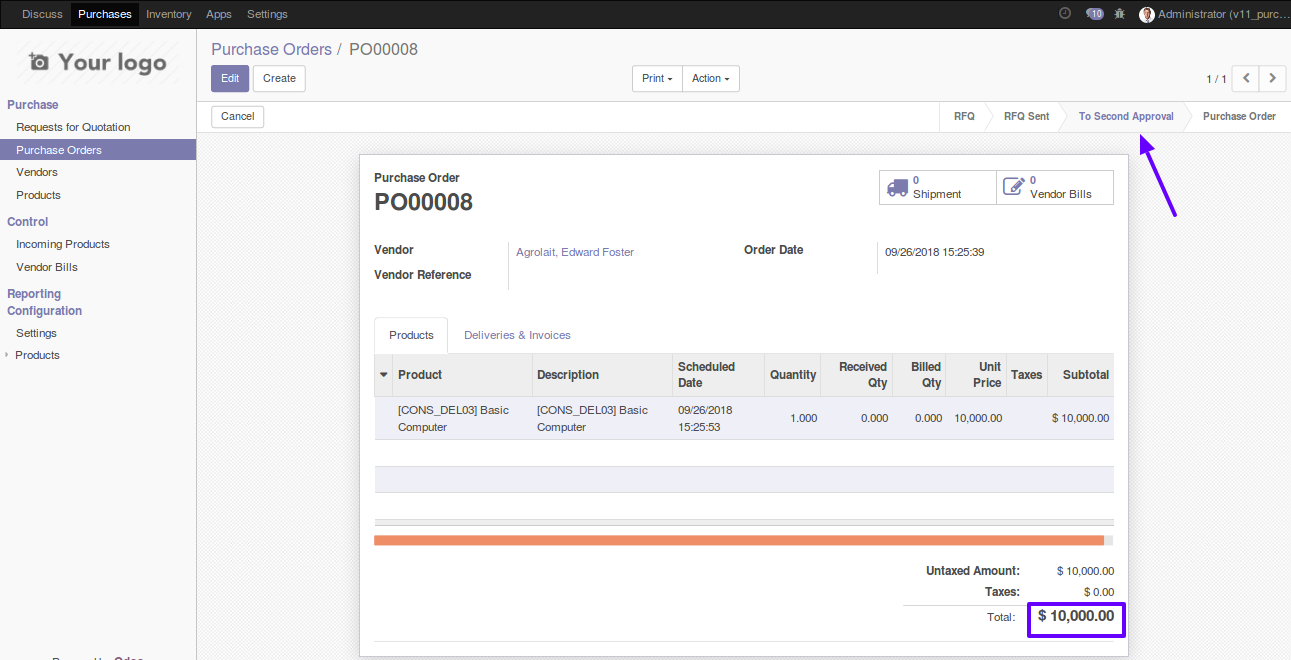 Discuss Purchases Inventory Apps Settings 10 Administrator (v11_purc...
Your logo
Purchase
Requests for Quotation
Purchase Orders
Vendors
Products
Control
Incoming Products
Vendor Bills
Reporting
Configuration
Settings
Products
Purchase Orders / PO00008
Edit Create Print Action 1 / 1
Cancel RFQ RFQ Sent To Second Approval Purchase Order
Purchase Order
PO00008
0 Shipment
0 Vendor Bills
Vendor Agrolait, Edward Foster Order Date 09/26/2018 15:25:39
Vendor Reference
Products Deliveries & Invoices
Product Description Scheduled Date Quantity Received Qty Billed Qty Unit Price Taxes Subtotal
[CONS_DEL03] Basic [CONS_DEL03] Basic 09/26/2018 1.000 0.000 0.000 10,000.00 $ 10,000.00
Computer Computer 15:25:53
Untaxed Amount: $ 10,000.00
Taxes: $ 0.00
Total: $ 10,000.00